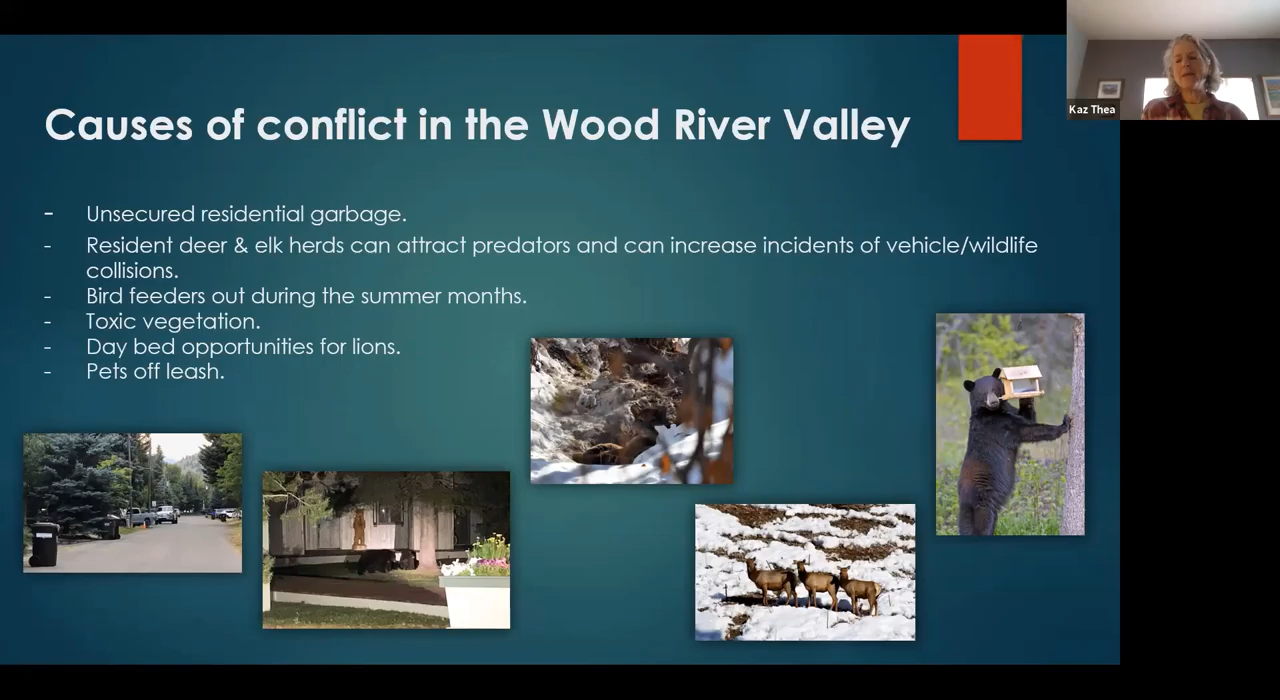 Kaz Thea
Causes of conflict in the Wood River Valley
- Unsecured residential garbage.
- Resident deer & elk herds can attract predators and can increase incidents of vehicle/wildlife
collisions.
- Bird feeders out during the summer months.
- Toxic vegetation.
- Day bed opportunities for lions.
- Pets off leash.